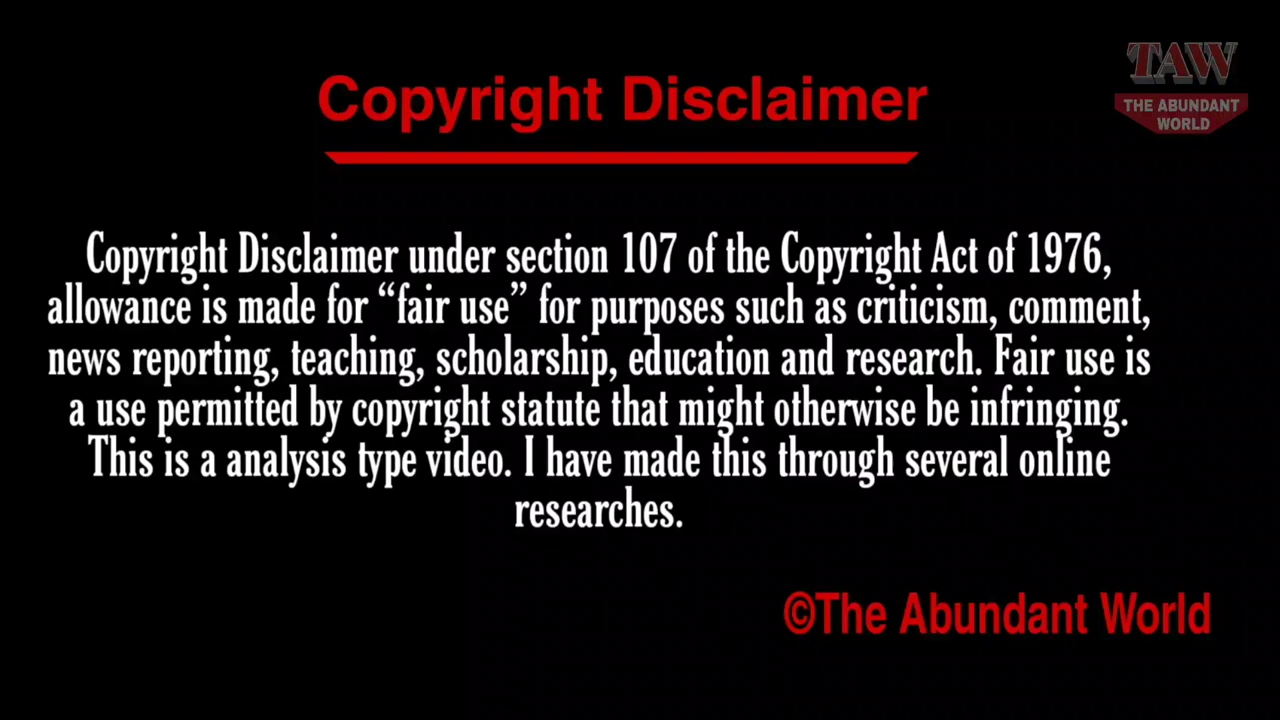 TAW
THE ABUNDANT
WORLD
Copyright Disclaimer
Copyright Disclaimer under section 107 of the Copyright Act of 1976,
allowance is made for “fair use” for purposes such as criticism, comment,
news reporting, teaching, scholarship, education and research. Fair use is
a use permitted by copyright statute that might otherwise be infringing.
This is a analysis type video. I have made this through several online
researches.
©The Abundant World